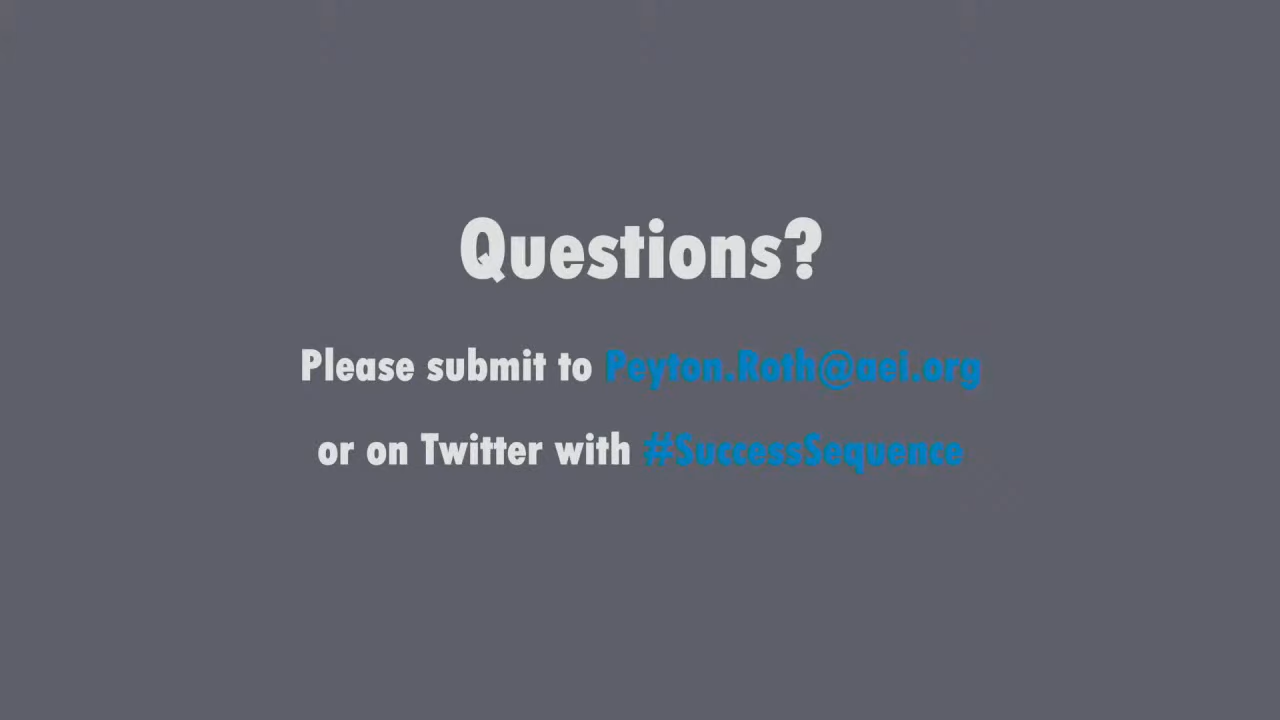 Questions?
Please submit to Peyton.Roth@aei.org
or on Twitter with #SuccessSequence